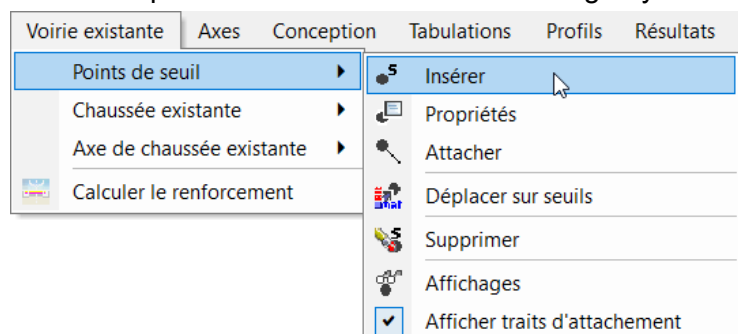 Voirie existante Axes Conception Tabulations Profils Résultats
Points de seuil
Chaussée existante
Axe de chaussée existante
Calculer le renforcement
Insérer
Propriétés
Attacher
Déplacer sur seuils
Supprimer
Affichages
Afficher traits d'attachement